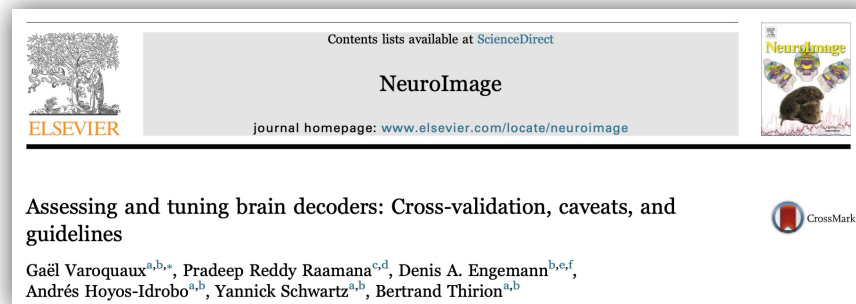 Contents lists available at ScienceDirect
NeuroImage
journal homepage: www.elsevier.com/locate/neuroimage
ELSEVIER
NeuroImage
Assessing and tuning brain decoders: Cross-validation, caveats, and
guidelines
CrossMark
Gaël Varoquaux a,b,*, Pradeep Reddy Raamana c,d, Denis A. Engemann b,e,f,
Andrés Hoyos-Idrobo a,b, Yannick Schwartz a,b, Bertrand Thirion a,b